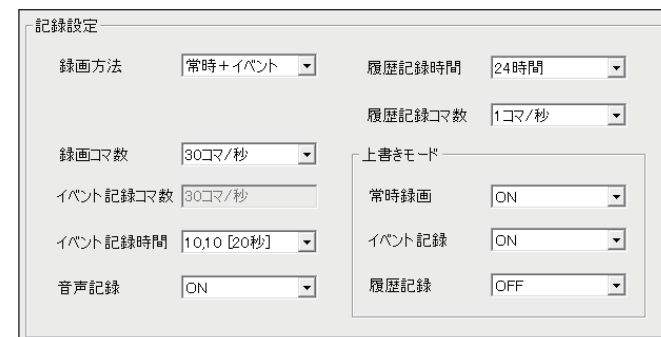 記録設定
録画方法 常時＋イベント
履歴記録時間 24時間
履歴記録コマ数 1コマ/秒
録画コマ数 30コマ/秒
イベント記録コマ数 30コマ/秒
イベント記録時間 10,10 [20秒]
音声記録 ON
上書きモード
常時録画 ON
イベント記録 ON
履歴記録 OFF